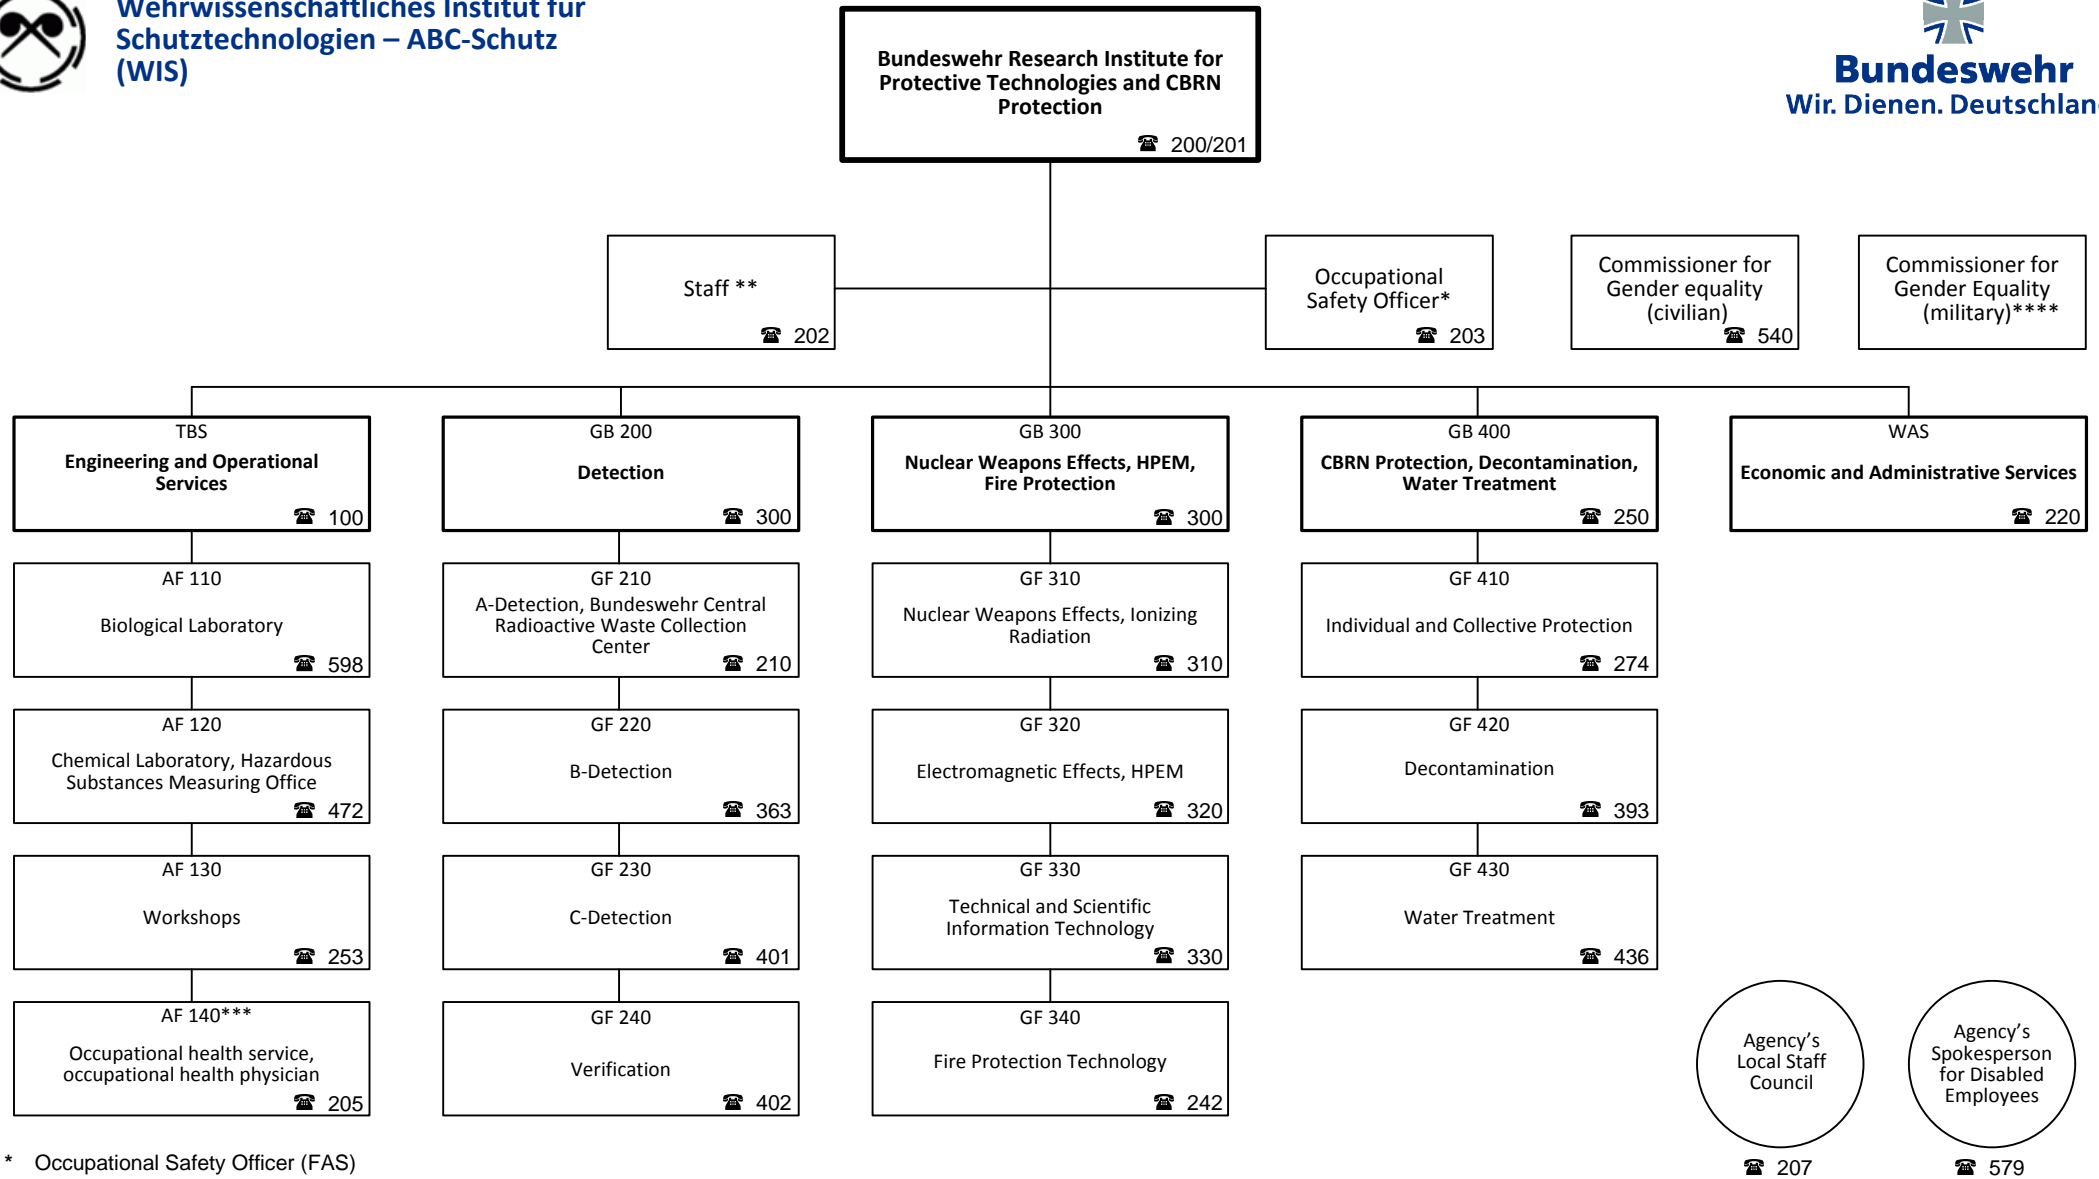 Wehrwissenschaftliches Institut für
Schutztechnologien – ABC-Schutz
(WIS)
Bundeswehr Research Institute for
Protective Technologies and CBRN
Protection
☎ 200/201
Bundeswehr
Wir. Dienen. Deutschlan
Staff **
☎ 202
Occupational
Safety Officer*
☎ 203
Commissioner for
Gender equality
(civilian)
☎ 540
Commissioner for
Gender Equality
(military)****
TBS
Engineering and Operational
Services
☎ 100
GB 200
Detection
☎ 300
GB 300
Nuclear Weapons Effects, HPEM,
Fire Protection
☎ 300
GB 400
CBRN Protection, Decontamination,
Water Treatment
☎ 250
WAS
Economic and Administrative Services
☎ 220
AF 110
Biological Laboratory
☎ 598
GF 210
A-Detection, Bundeswehr Central
Radioactive Waste Collection
Center
☎ 210
GF 310
Nuclear Weapons Effects, Ionizing
Radiation
☎ 310
GF 410
Individual and Collective Protection
☎ 274
AF 120
Chemical Laboratory, Hazardous
Substances Measuring Office
☎ 472
GF 220
B-Detection
☎ 363
GF 320
Electromagnetic Effects, HPEM
☎ 320
GF 420
Decontamination
☎ 393
AF 130
Workshops
☎ 253
GF 230
C-Detection
☎ 401
GF 330
Technical and Scientific
Information Technology
☎ 330
GF 430
Water Treatment
☎ 436
AF 140***
Occupational health service,
occupational health physician
☎ 205
GF 240
Verification
☎ 402
GF 340
Fire Protection Technology
☎ 242
Agency's
Local Staff
Council
☎ 207
Agency's
Spokesperson
for Disabled
Employees
☎ 579
* Occupational Safety Officer (FAS)